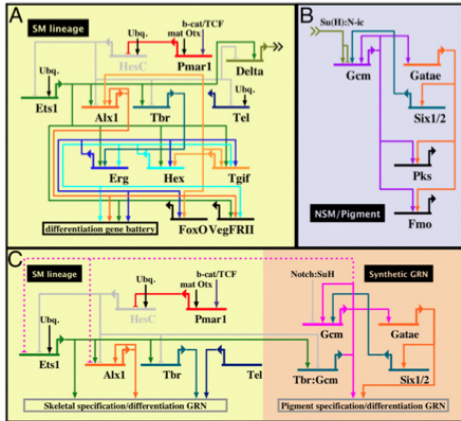 A
SM lineage
b-cat/TCF
Ubq.
mat Otx
HesC
Pmar1
Delta
Ubq.
Ubq.
Ets1
Alx1
Tbr
Tel
Erg
Hex
Tgif
differentiation gene battery
FoxO
VegFRII
B
Su(H):N-ic
Gcm
Gatae
Six1/2
Pks
NSM/Pigment
Fmo
C
SM lineage
b-cat/TCF
Ubq.
mat Otx
HesC
Pmar1
Ubq.
Ets1
Alx1
Tbr
Tel
Skeletal specification/differentiation GRN
Notch:SuH
Synthetic GRN
Gcm
Gatae
Tbr:Gcm
Six1/2
Pigment specification/differentiation GRN